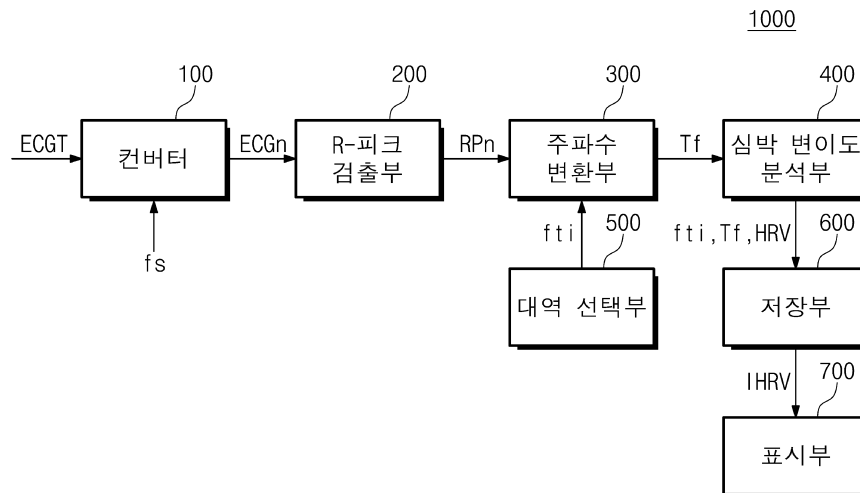 1000
100
200
300
400
ECGT
컨버터
ECGn
R-피크
검출부
RPn
주파수
변환부
Tf
심박 변이도
분석부
fs
fti
500
대역 선택부
fti,Tf,HRV
600
저장부
IHRV
700
표시부